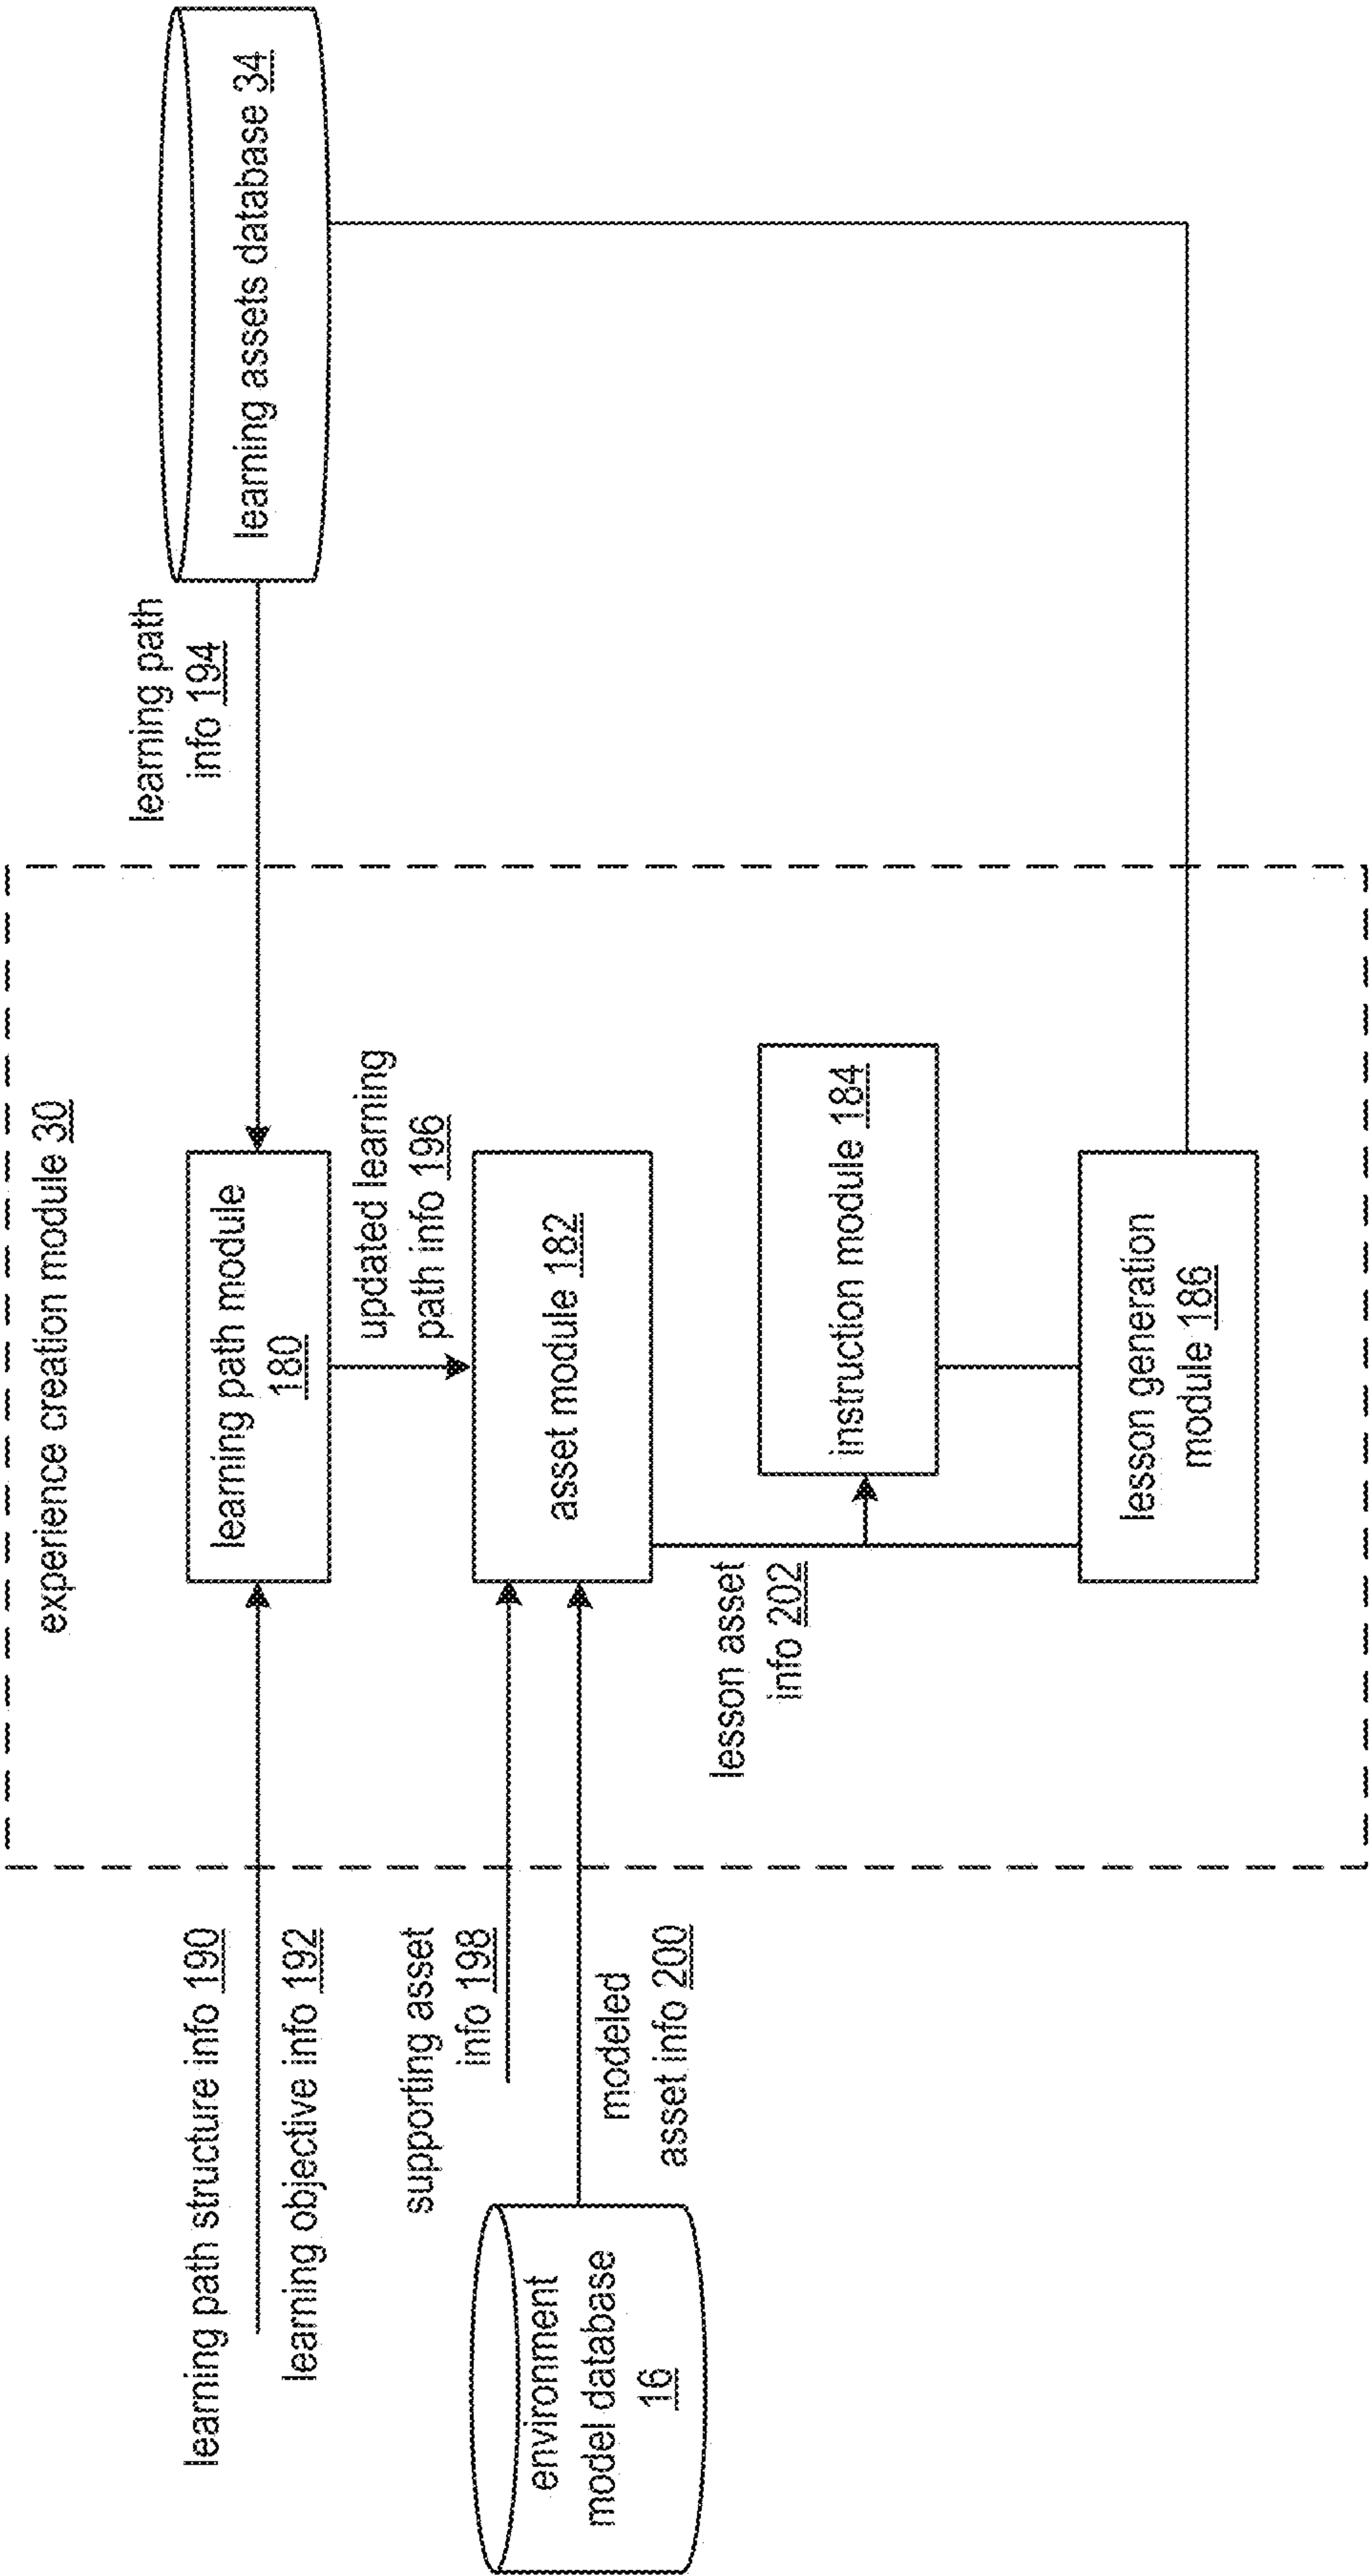 experience creation module 30
learning path structure info 190
learning objective info 192
learning path module
180
learning path
info 194
learning assets database 34
updated learning
path info 196
supporting asset
info 198
asset module 182
environment
model database
16
modeled
asset info 200
lesson asset
info 202
instruction module 184
lesson generation
module 186